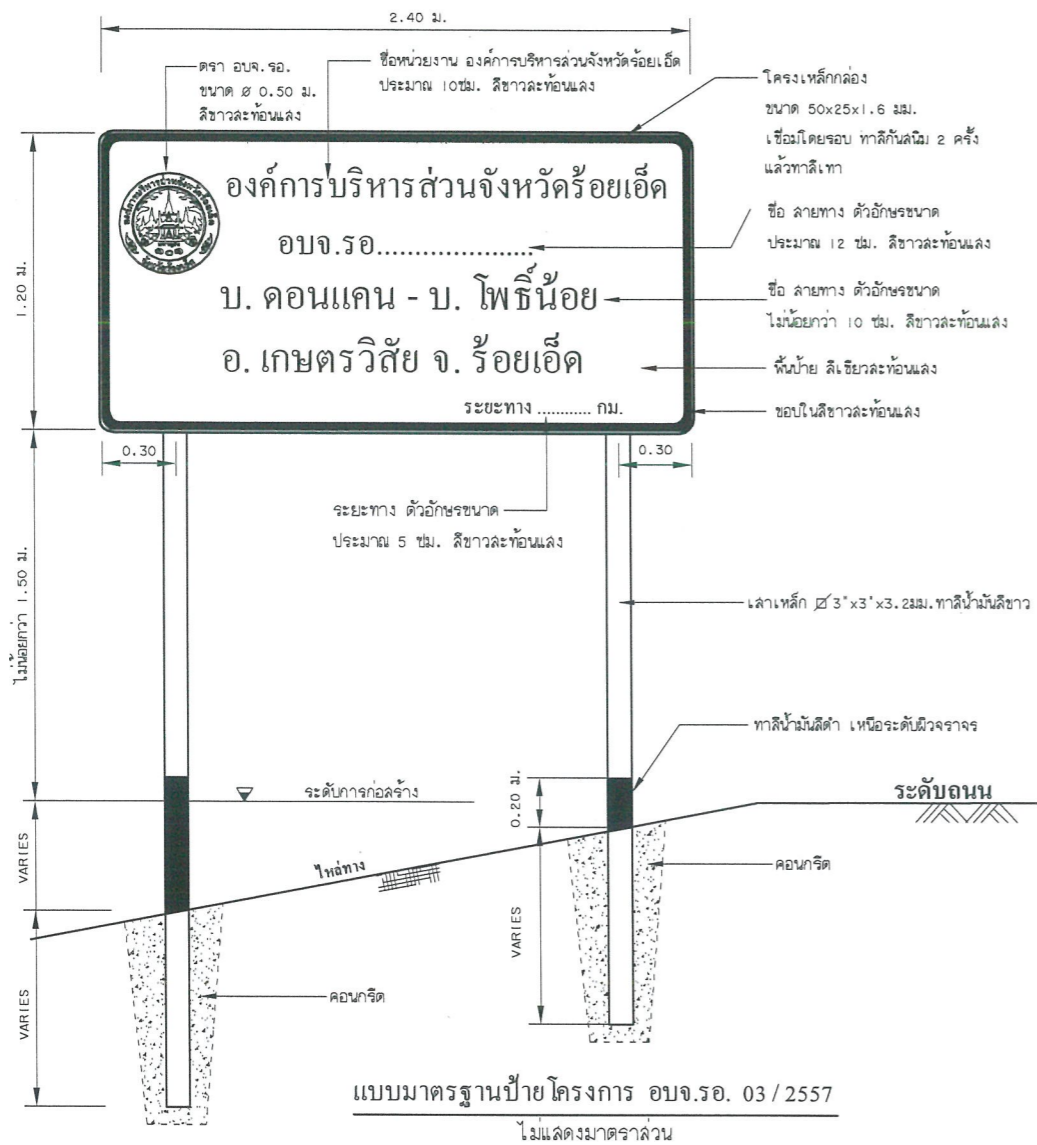 2.40 ม.
ตรา อบจ.รอ.
ขนาด ø 0.50 ม.
สีขาวสะท้อนแสง
ชื่อหน่วยงาน องค์การบริหารส่วนจังหวัดร้อยเอ็ด
ประมาณ 10ซม. สีขาวสะท้อนแสง
โครงเหล็กกล่อง
ขนาด 50x25x1.6 มม.
เชื่อมโดยรอบ ทาสีกันสนิม 2 ครั้ง
แล้วทาสีเทา
องค์การบริหารส่วนจังหวัดร้อยเอ็ด
อบจ.รอ.....................
ชื่อ สายทาง ตัวอักษรขนาด
ประมาณ 12 ซม. สีขาวสะท้อนแสง
1.20 ม.
บ. ดอนแคน - บ. โพธิ์น้อย
ชื่อ สายทาง ตัวอักษรขนาด
ไม่น้อยกว่า 10 ซม. สีขาวสะท้อนแสง
อ. เกษตรวิสัย จ. ร้อยเอ็ด
พื้นป้าย สีเขียวสะท้อนแสง
ระยะทาง ............ กม.
ขอบในสีขาวสะท้อนแสง
0.30
0.30
ระยะทาง ตัวอักษรขนาด
ประมาณ 5 ซม. สีขาวสะท้อนแสง
ไม่น้อยกว่า 1.50 ม.
เสาเหล็ก 3"x3"x3.2มม.ทาสีน้ำมันสีขาว
ทาสีน้ำมันสีดำ เหนือระดับผิวจราจร
ระดับการก่อสร้าง
0.20 ม.
ระดับถนน
VARIES
ไหล่ทาง
คอนกรีต
VARIES
VARIES
คอนกรีต
แบบมาตรฐานป้ายโครงการ อบจ.รอ. 03 / 2557
ไม่แสดงมาตราส่วน